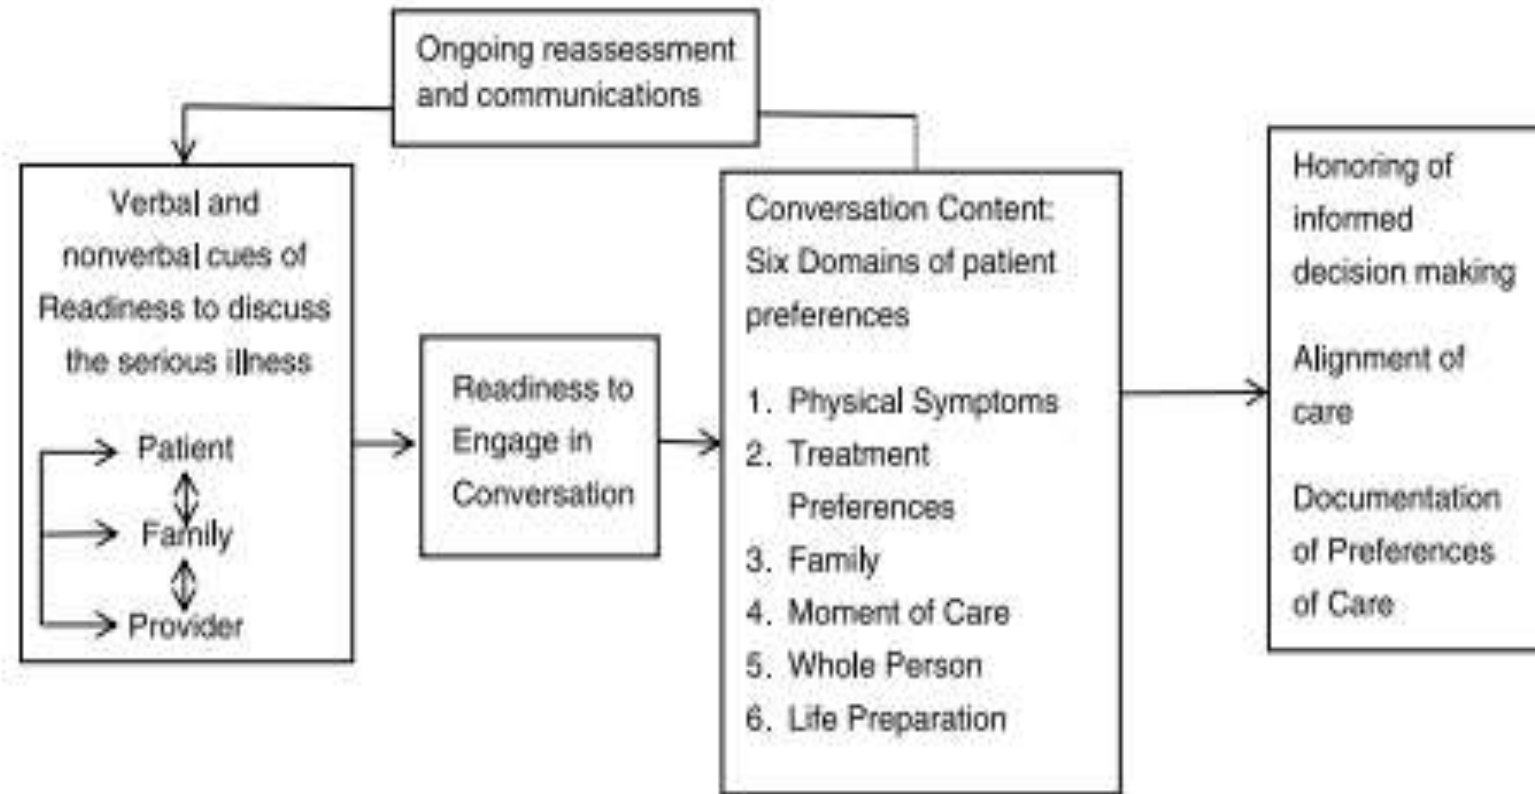 Ongoing reassessment
and communications
Verbal and
nonverbal cues of
Readiness to discuss
the serious illness
Patient
Family
Provider
Readiness to
Engage in
Conversation
Conversation Content:
Six Domains of patient
preferences
1. Physical Symptoms
2. Treatment
Preferences
3. Family
4. Moment of Care
5. Whole Person
6. Life Preparation
Honoring of
informed
decision making
Alignment of
care
Documentation
of Preferences
of Care